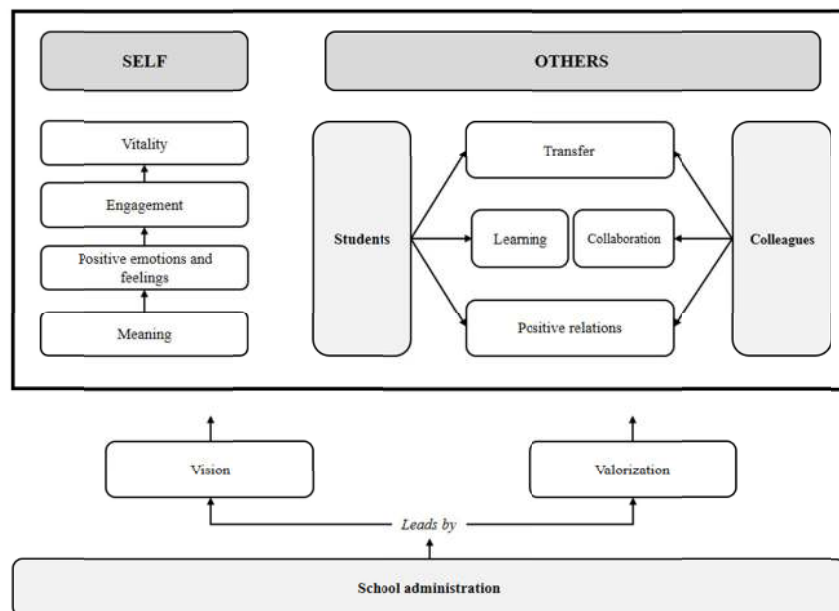 SELF
OTHERS
Vitality
Engagement
Positive emotions and
feelings
Meaning
Students
Transfer
Learning
Collaboration
Positive relations
Colleagues
Vision
Valorization
Leads by
School administration